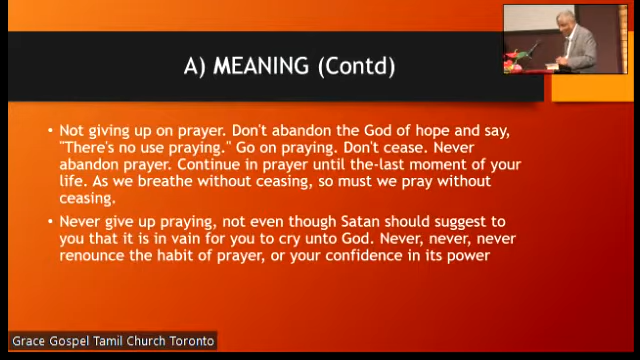 A) MEANING (Contd)
• Not giving up on prayer. Don't abandon the God of hope and say,
"There's no use praying." Go on praying. Don't cease. Never
abandon prayer. Continue in prayer until the-last moment of your
life. As we breathe without ceasing, so must we pray without
ceasing.
• Never give up praying, not even though Satan should suggest to
you that it is in vain for you to cry unto God. Never, never, never
renounce the habit of prayer, or your confidence in its power
Grace Gospel Tamil Church Toronto